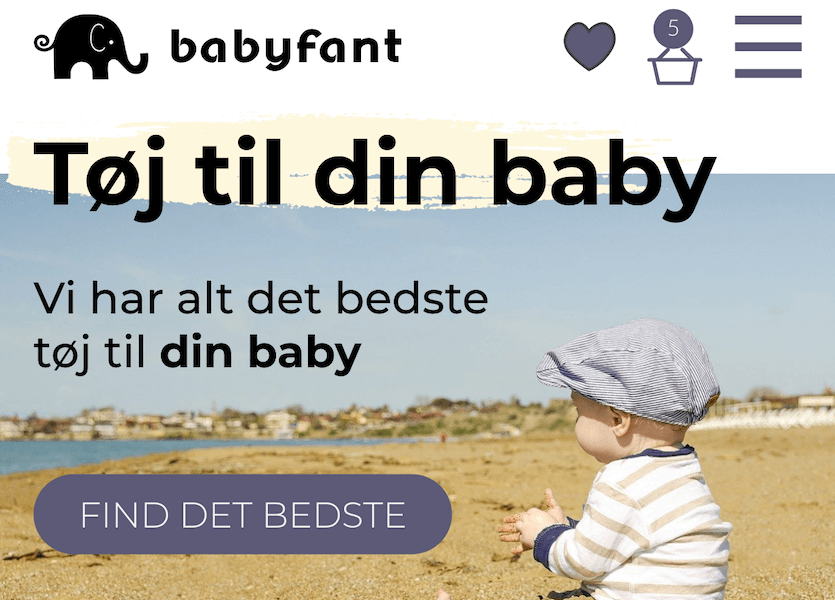 babyfant
5
Tøj til din baby
Vi har alt det bedste
tøj til din baby
FIND DET BEDSTE